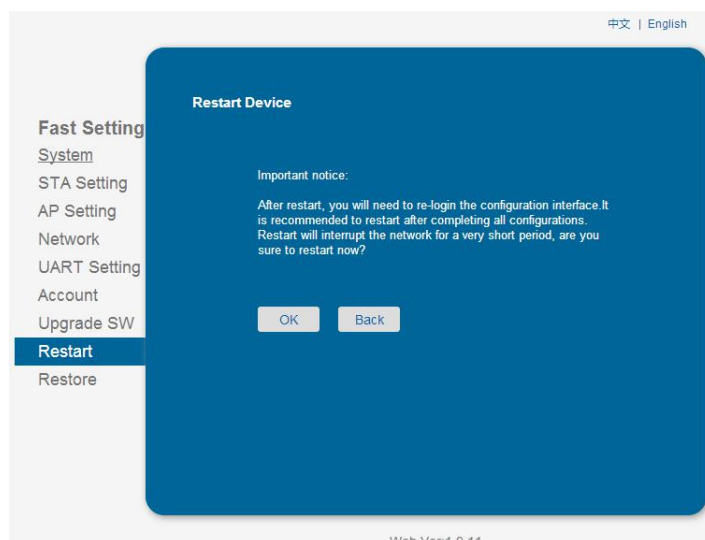 中文 | English
Restart Device
Fast Setting
System
STA Setting
AP Setting
Network
UART Setting
Account
Upgrade SW
Restart
Restore
Important notice:
After restart, you will need to re-login the configuration interface.It
is recommended to restart after completing all configurations.
Restart will interrupt the network for a very short period, are you
sure to restart now?
OK Back